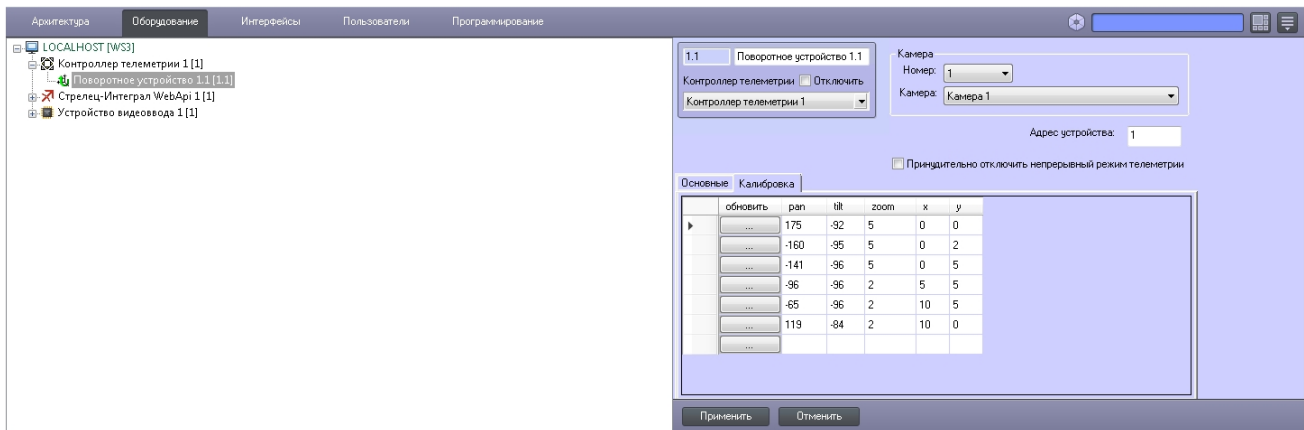 Архитектура Оборудование Интерфейсы Пользователи Программирование
LOCALHOST [WS3]
Контроллер телеметрии 1 [1]
Поворотное устройство 1.1 [1.1]
Стрелец-Интеграл WebApi 1 [1]
Устройство видеоввода 1 [1]
1.1 Поворотное устройство 1.1
Контроллер телеметрии Отключить
Контроллер телеметрии 1
Камера
Номер: 1
Камера: Камера 1
Адрес устройства: 1
Принудительно отключить непрерывный режим телеметрии
Основные Калибровка
обновить pan tilt zoom x y
... 175 -92 5 0 0
... -160 -95 5 0 2
... -141 -96 5 0 5
... -96 -96 2 5 5
... -65 -96 2 10 5
... 119 -84 2 10 0
...
Применить Отменить